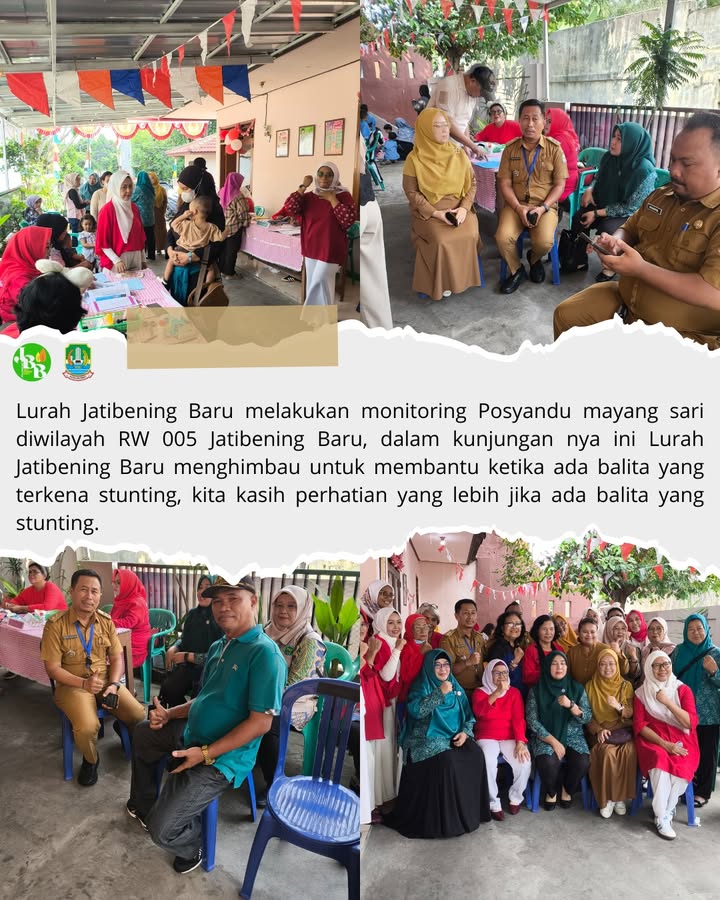 JBB
Lurah Jatibening Baru melakukan monitoring Posyandu mayang sari
diwilayah RW 005 Jatibening Baru, dalam kunjungan nya ini Lurah
Jatibening Baru menghimbau untuk membantu ketika ada balita yang
terkena stunting, kita kasih perhatian yang lebih jika ada balita yang
stunting.